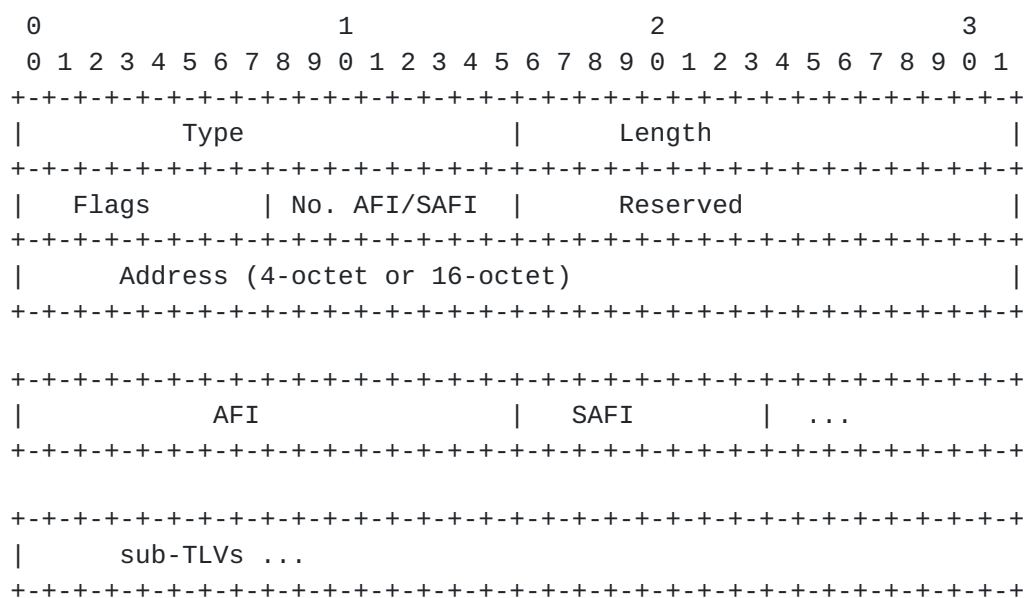 0                   1                   2                   3
 0 1 2 3 4 5 6 7 8 9 0 1 2 3 4 5 6 7 8 9 0 1 2 3 4 5 6 7 8 9 0 1
+-+-+-+-+-+-+-+-+-+-+-+-+-+-+-+-+-+-+-+-+-+-+-+-+-+-+-+-+-+-+-+-+
|          Type                 |      Length                   |
+-+-+-+-+-+-+-+-+-+-+-+-+-+-+-+-+-+-+-+-+-+-+-+-+-+-+-+-+-+-+-+-+
|   Flags       | No. AFI/SAFI  |      Reserved                 |
+-+-+-+-+-+-+-+-+-+-+-+-+-+-+-+-+-+-+-+-+-+-+-+-+-+-+-+-+-+-+-+-+
|      Address (4-octet or 16-octet)                            |
+-+-+-+-+-+-+-+-+-+-+-+-+-+-+-+-+-+-+-+-+-+-+-+-+-+-+-+-+-+-+-+-+

+-+-+-+-+-+-+-+-+-+-+-+-+-+-+-+-+-+-+-+-+-+-+-+-+-+-+-+-+-+-+-+-+
|            AFI                |   SAFI        |  ...
+-+-+-+-+-+-+-+-+-+-+-+-+-+-+-+-+-+-+-+-+-+-+-+-+-+-+-+-+-+-+-+-+

+-+-+-+-+-+-+-+-+-+-+-+-+-+-+-+-+-+-+-+-+-+-+-+-+-+-+-+-+-+-+-+-+
|      sub-TLVs ...
+-+-+-+-+-+-+-+-+-+-+-+-+-+-+-+-+-+-+-+-+-+-+-+-+-+-+-+-+-+-+-+-+